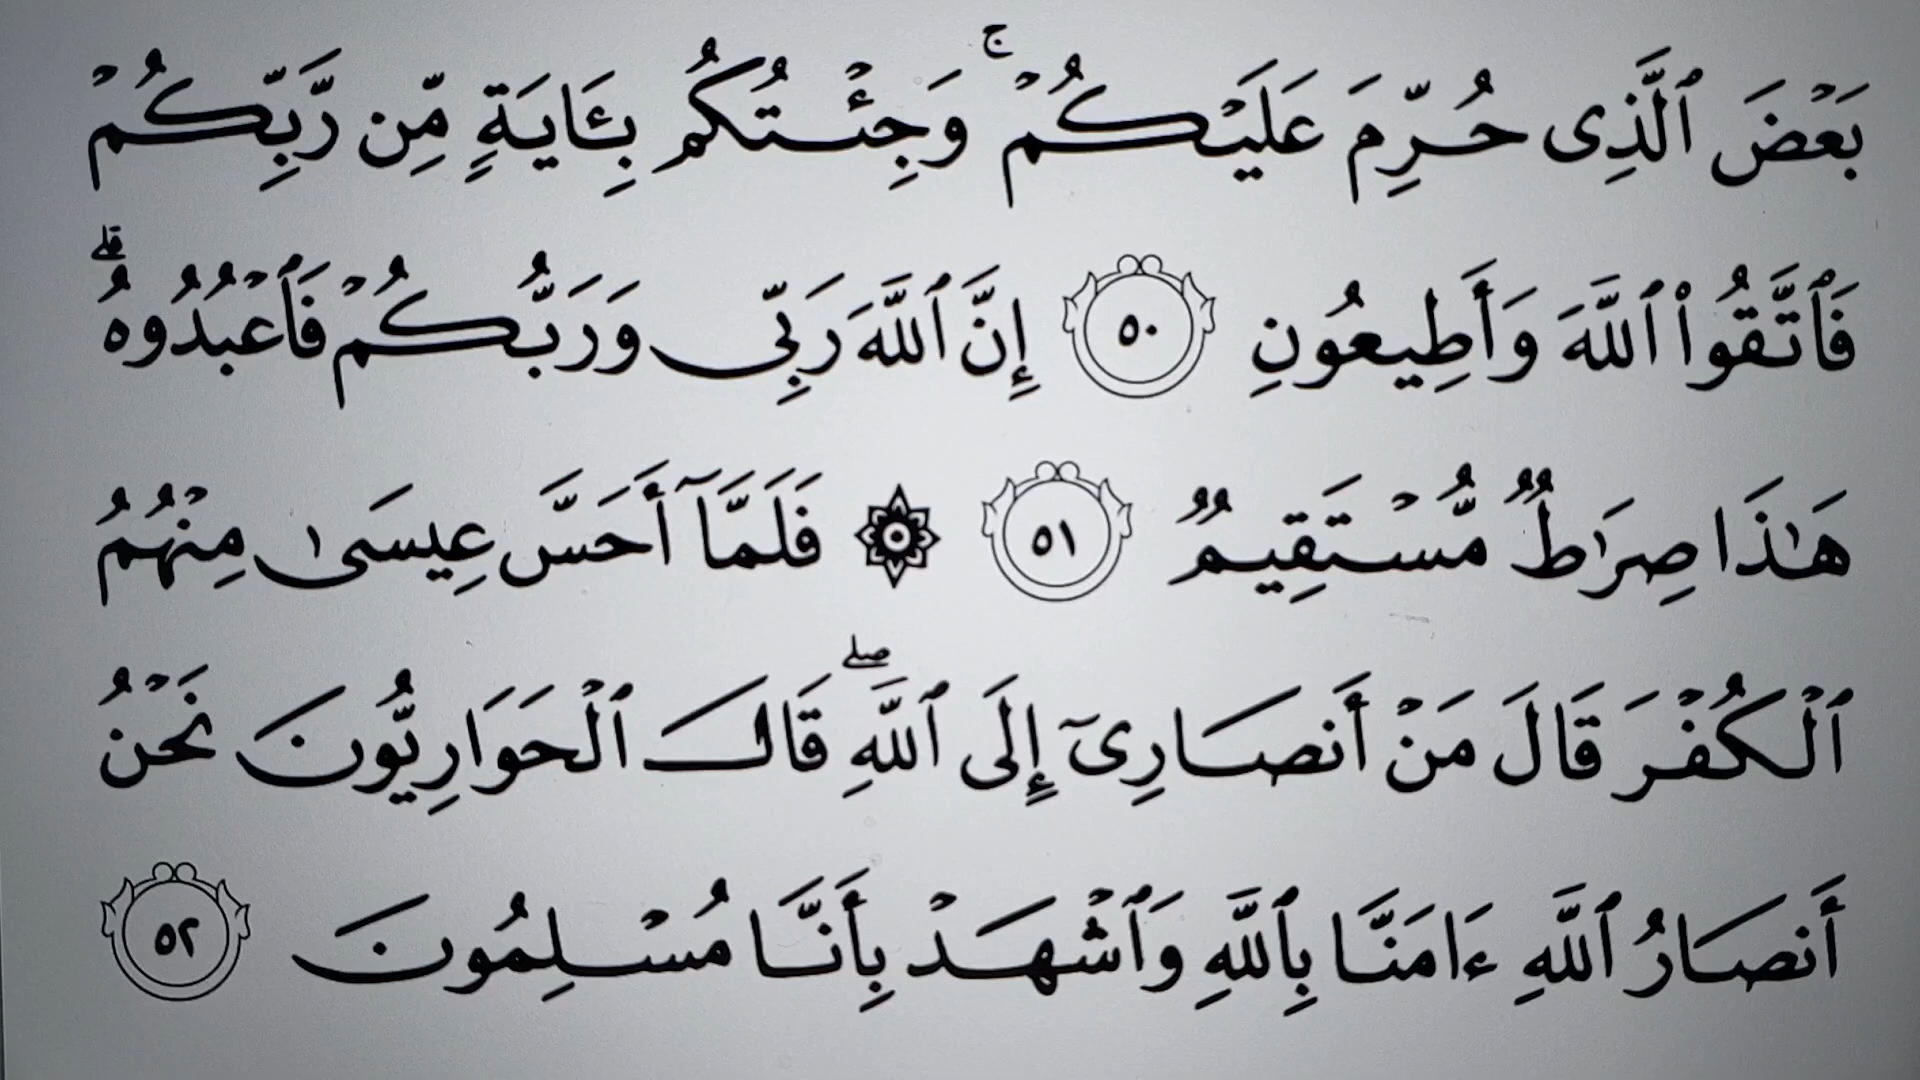 بَعْضَ ٱلَّذِى حُرِّمَ عَلَيْكُمْ ۚ وَجِئْتُكُم بِـَٔايَةٍ مِّن رَّبِّكُمْ
فَٱتَّقُوا۟ ٱللَّهَ وَأَطِيعُونِ ٥٠ إِنَّ ٱللَّهَ رَبِّى وَرَبُّكُمْ فَٱعْبُدُوهُ ۗ
هَـٰذَا صِرَٰطٌ مُّسْتَقِيمٌ ٥١ ۞ فَلَمَّآ أَحَسَّ عِيسَىٰ مِنْهُمُ
ٱلْكُفْرَ قَالَ مَنْ أَنصَارِىٓ إِلَى ٱللَّهِ ۖ قَالَ ٱلْحَوَارِيُّونَ نَحْنُ
أَنصَارُ ٱللَّهِ ءَامَنَّا بِٱللَّهِ وَٱشْهَدْ بِأَنَّا مُسْلِمُونَ ٥٢